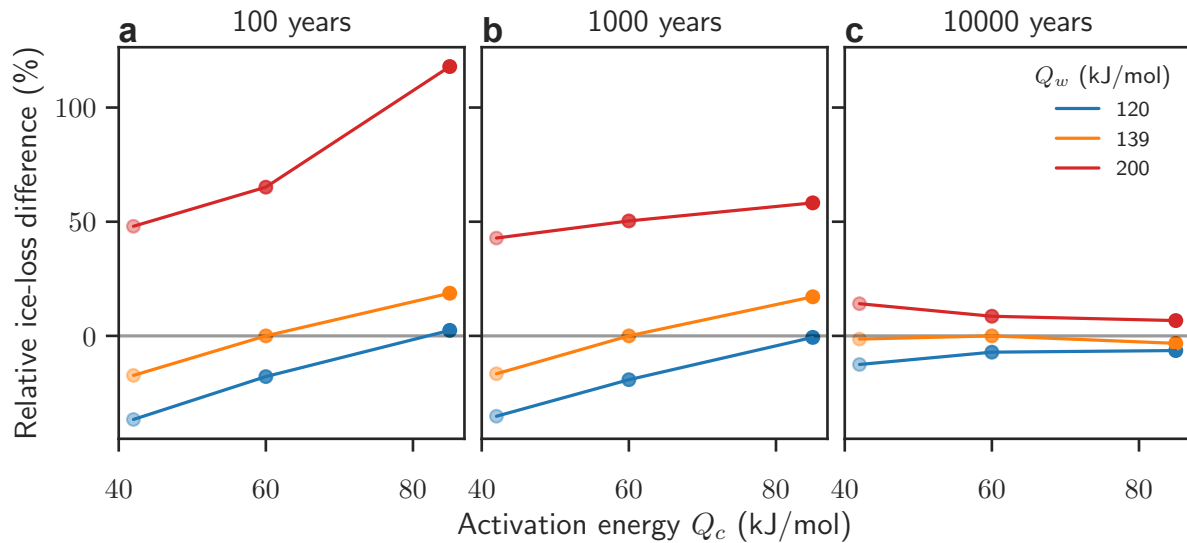 a 100 years
b 1000 years
c 10000 years
Relative ice-loss difference (%)
100
50
0
Q_w (kJ/mol)
120
139
200
40 60 80
40 60 80
40 60 80
Activation energy Q_c (kJ/mol)